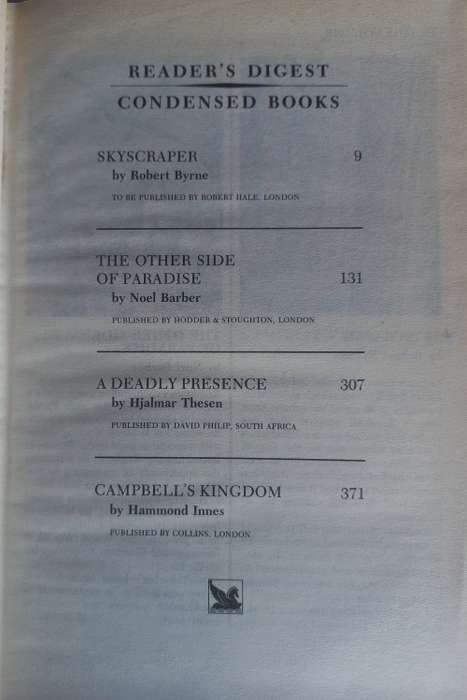 READER'S DIGEST
CONDENSED BOOKS
SKYSCRAPER 9
by Robert Byrne
TO BE PUBLISHED BY ROBERT HALE, LONDON
THE OTHER SIDE
OF PARADISE 131
by Noel Barber
PUBLISHED BY HODDER & STOUGHTON, LONDON
A DEADLY PRESENCE 307
by Hjalmar Thesen
PUBLISHED BY DAVID PHILIP, SOUTH AFRICA
CAMPBELL'S KINGDOM 371
by Hammond Innes
PUBLISHED BY COLLINS, LONDON